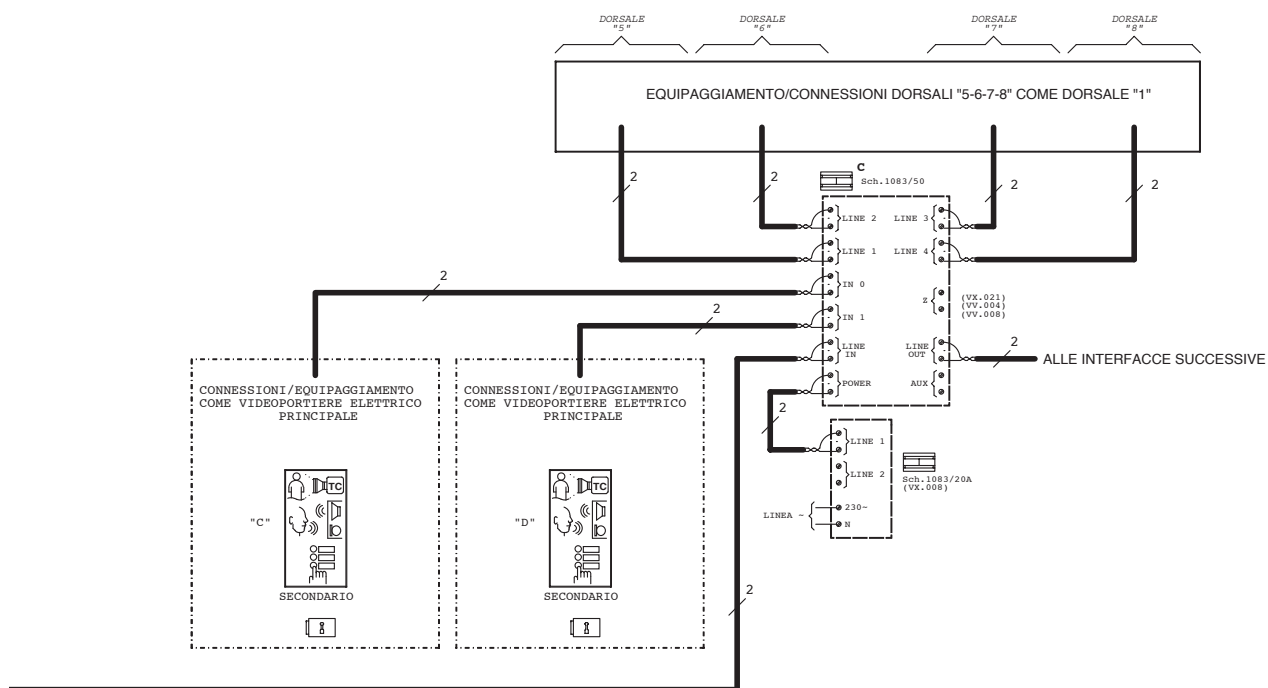 DORSALE
"5"
DORSALE
"6"
DORSALE
"7"
DORSALE
"8"
EQUIPAGGIAMENTO/CONNESSIONI DORSALI "5-6-7-8" COME DORSALE "1"
2
2
2
2
C
Sch.1083/50
LINE 2
LINE 3
LINE 1
LINE 4
2
IN 0
Z
(VX.021)
(VV.004)
(VV.008)
2
IN 1
LINE
IN
LINE
OUT
2
ALLE INTERFACCE SUCCESSIVE
POWER
AUX
2
LINE 1
LINE 2
Sch.1083/20A
(VX.008)
LINEA ~
230~
N
CONNESSIONI/EQUIPAGGIAMENTO
COME VIDEOPORTIERE ELETTRICO
PRINCIPALE
TC
"C"
SECONDARIO
CONNESSIONI/EQUIPAGGIAMENTO
COME VIDEOPORTIERE ELETTRICO
PRINCIPALE
TC
"D"
SECONDARIO
2